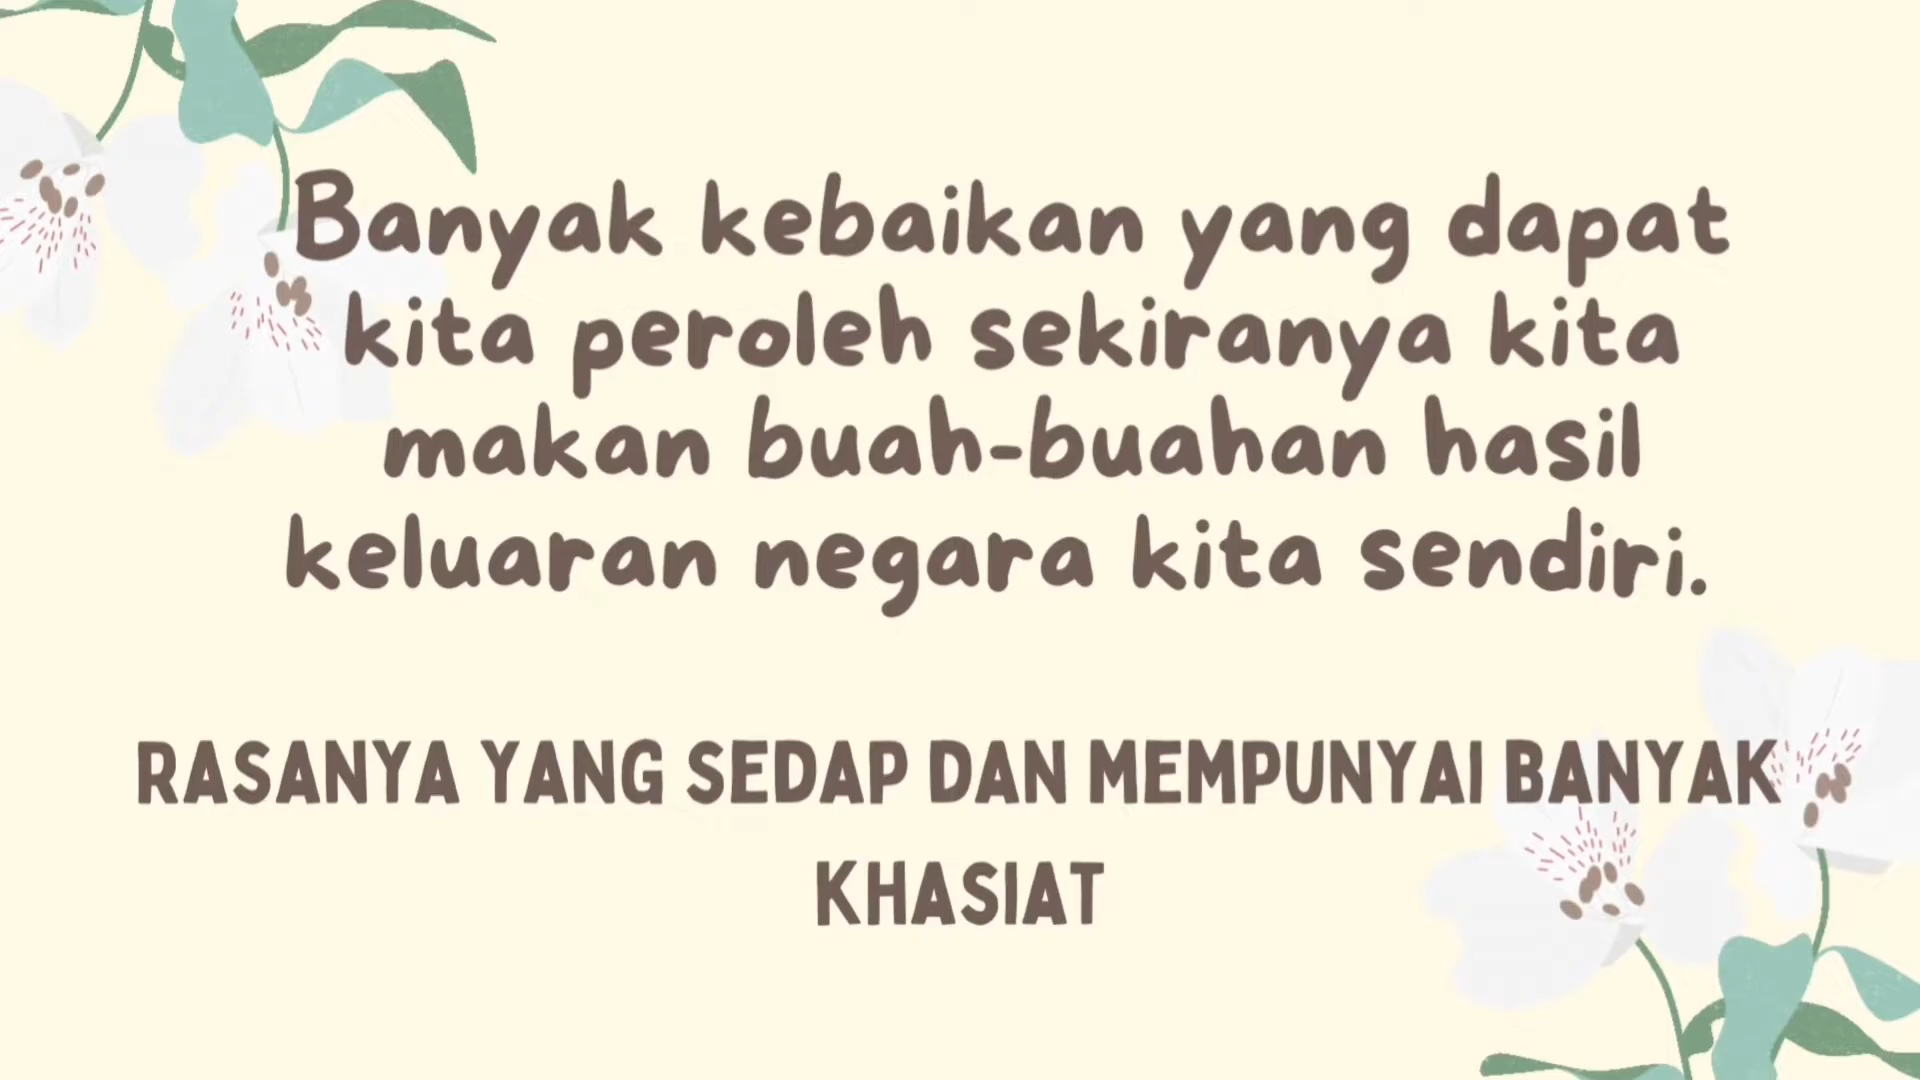 Banyak kebaikan yang dapat
kita peroleh sekiranya kita
makan buah-buahan hasil
keluaran negara kita sendiri.
RASANYA YANG SEDAP DAN MEMPUNYAI BANYAK
KHASIAT